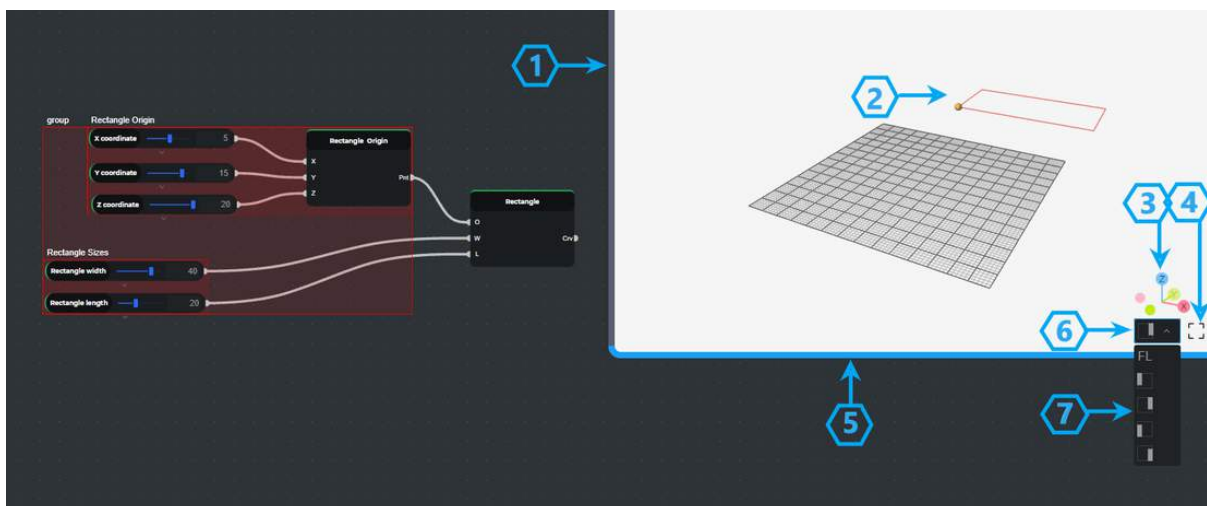 1
2
group Rectangle Origin
X coordinate 5
Rectangle Origin
X
Y coordinate 15
Y
Pnt
Z
Z coordinate 20
Rectangle
O
W
Crv
L
Rectangle Sizes
Rectangle width 40
Rectangle length 20
3
4
Z
Y
X
6
FL
5
7